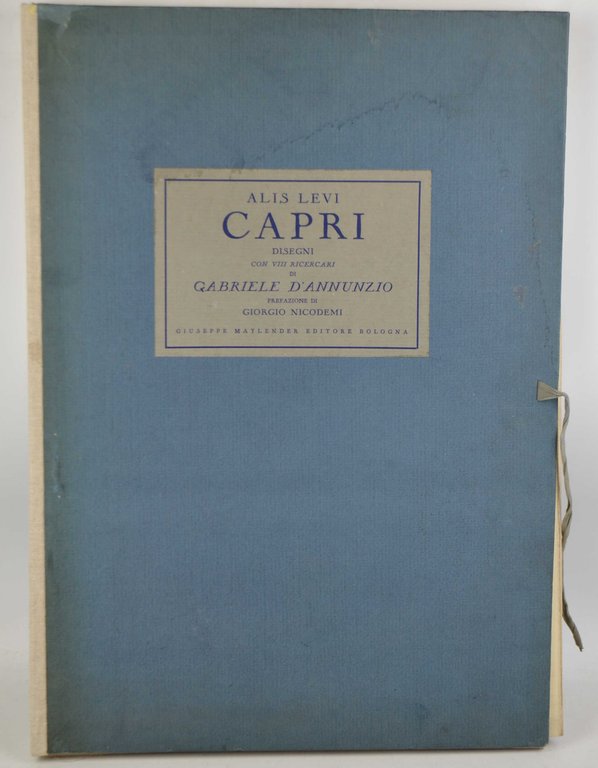 ALIS LEVI
CAPRI
DISEGNI
CON VIII RICERCARI
DI
GABRIELE D'ANNUNZIO
PREFAZIONE DI
GIORGIO NICODEMI
GIUSEPPE MAYLENDER EDITORE BOLOGNA